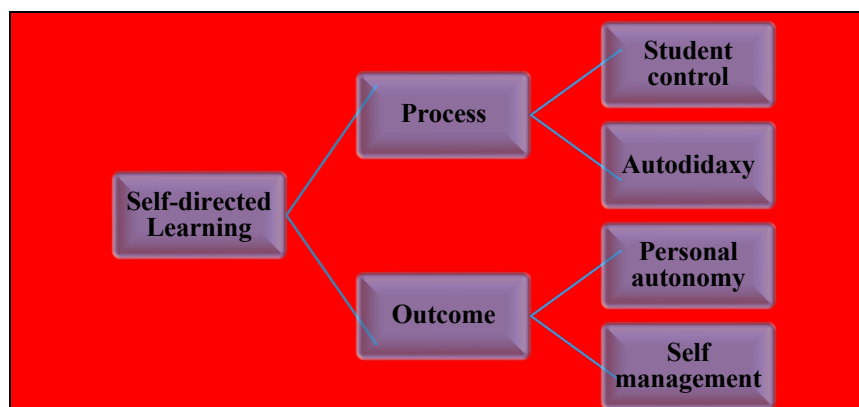 Self-directed
Learning
Process
Student
control
Autodidaxy
Outcome
Personal
autonomy
Self
management